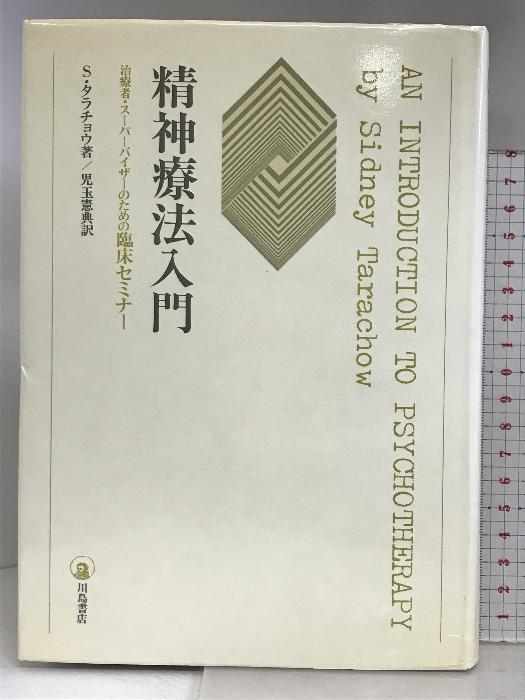 AN INTRODUCTION TO PSYCHOTHERAPY
by Sidney Tarachow
精神療法入門
治療者・スーパーバイザーのための臨床セミナー
S・タラチョウ著／児玉憲典訳
川島書店